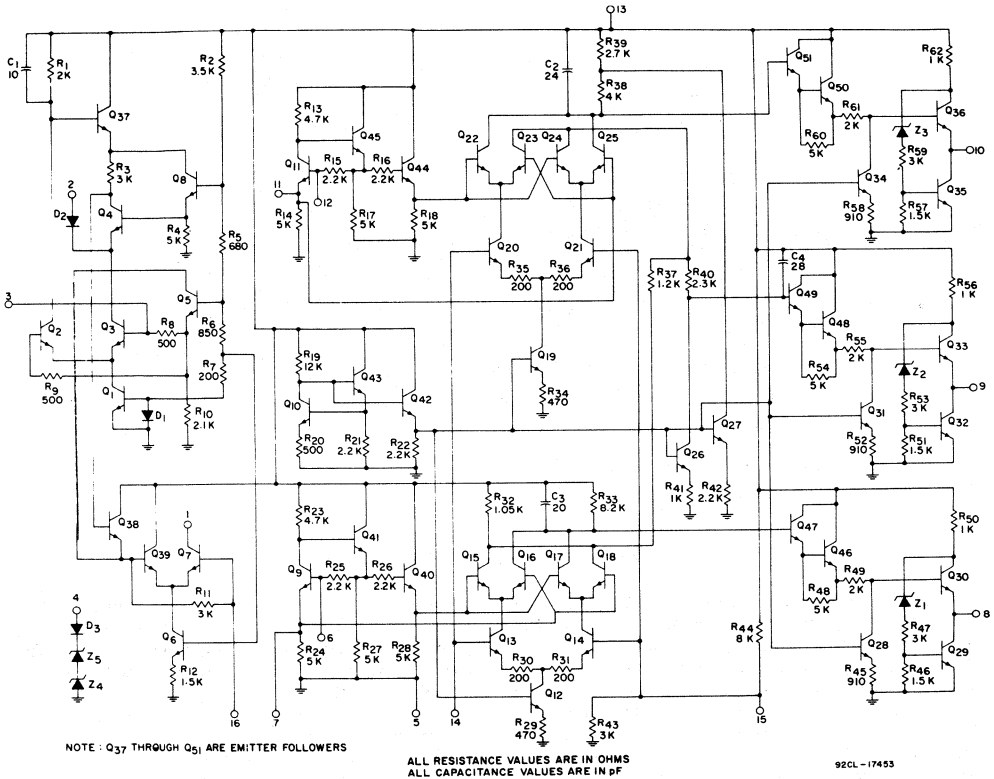 13
C1
10
R1
2K
R2
3.5K
Q37
R3
3K
Q8
2
D2
Q4
R4
5K
R5
680
3
Q2
Q3
Q5
R8
500
R6
850
R7
200
R9
500
Q1
D1
R10
2.1K
R13
4.7K
Q45
Q11
R15
2.2K
R16
2.2K
Q44
11
12
R14
5K
R17
5K
R18
5K
C2
24
R39
2.7K
R38
4K
Q22
Q23
Q24
Q25
Q20
Q21
R35
200
R36
200
R37
1.2K
R40
2.3K
Q19
R34
470
R19
12K
Q43
Q10
Q42
R20
500
R21
2.2K
R22
2.2K
Q26
Q27
R41
1K
R42
2.2K
Q51
Q50
R62
1K
R61
2K
Q36
R60
5K
Z3
R59
3K
10
Q34
Q35
R58
910
R57
1.5K
C4
28
Q49
Q48
R56
1K
R55
2K
Q33
R54
5K
Z2
R53
3K
9
Q31
Q32
R52
910
R51
1.5K
Q38
1
Q39
Q7
R11
3K
4
D3
Z5
Z4
Q6
R12
1.5K
16
R23
4.7K
Q41
Q9
R25
2.2K
R26
2.2K
Q40
6
R24
5K
R27
5K
R28
5K
7
5
R32
1.05K
C3
20
R33
8.2K
Q15
Q16
Q17
Q18
Q13
Q14
R30
200
R31
200
Q12
14
R29
470
R43
3K
R44
8K
15
Q47
Q46
R50
1K
R49
2K
Q30
R48
5K
Z1
R47
3K
8
Q28
Q29
R45
910
R46
1.5K
NOTE : Q37 THROUGH Q51 ARE EMITTER FOLLOWERS
ALL RESISTANCE VALUES ARE IN OHMS
ALL CAPACITANCE VALUES ARE IN pF
92CL-17453